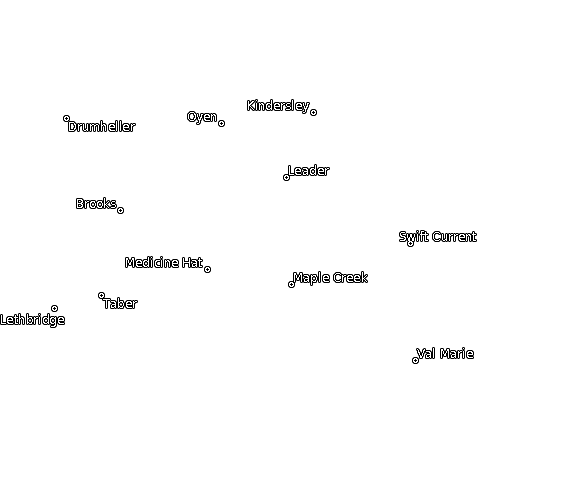 Kindersley
Oyen
Drumheller
Leader
Brooks
Swift Current
Medicine Hat
Maple Creek
Taber
Lethbridge
Val Marie